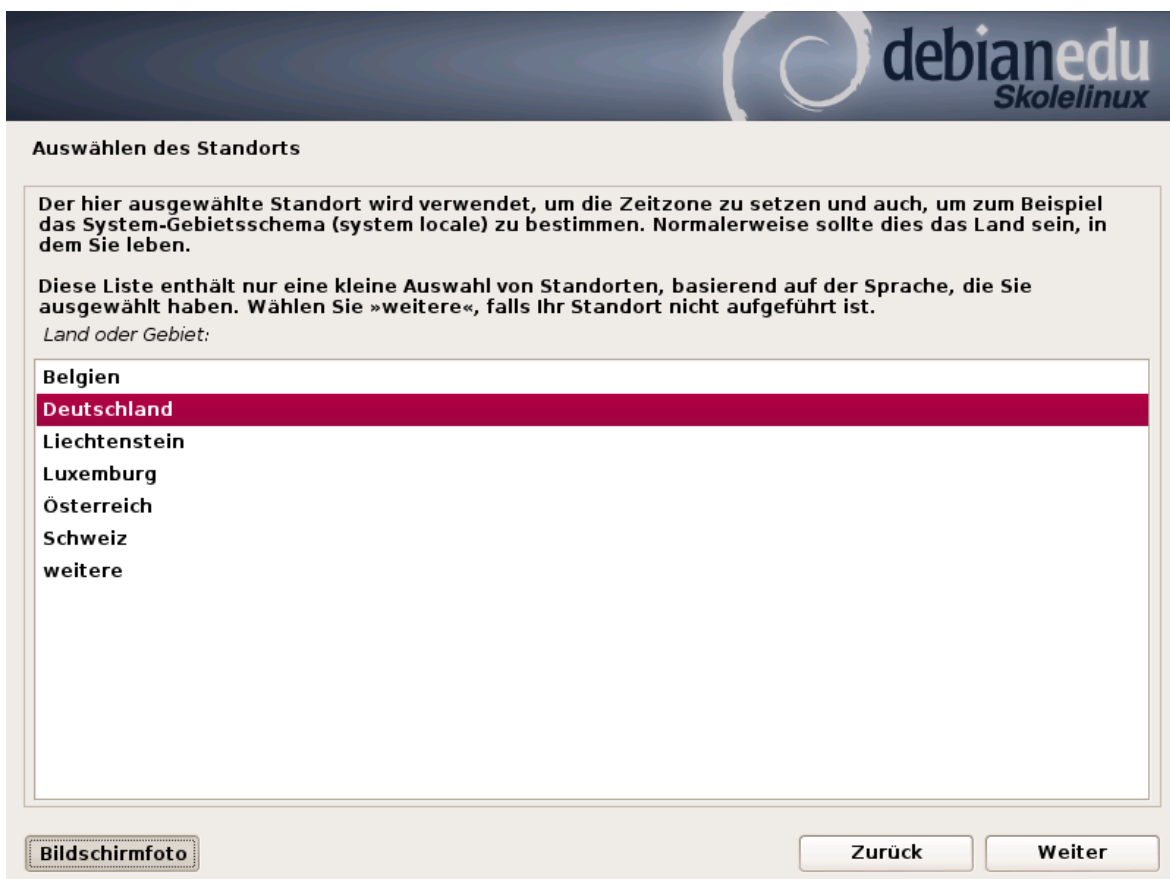 debianedu
Skolelinux
Auswählen des Standorts
Der hier ausgewählte Standort wird verwendet, um die Zeitzone zu setzen und auch, um zum Beispiel
das System-Gebietsschema (system locale) zu bestimmen. Normalerweise sollte dies das Land sein, in
dem Sie leben.
Diese Liste enthält nur eine kleine Auswahl von Standorten, basierend auf der Sprache, die Sie
ausgewählt haben. Wählen Sie »weitere«, falls Ihr Standort nicht aufgeführt ist.
Land oder Gebiet:
Belgien
Deutschland
Liechtenstein
Luxemburg
Österreich
Schweiz
weitere
Bildschirmfoto
Zurück
Weiter